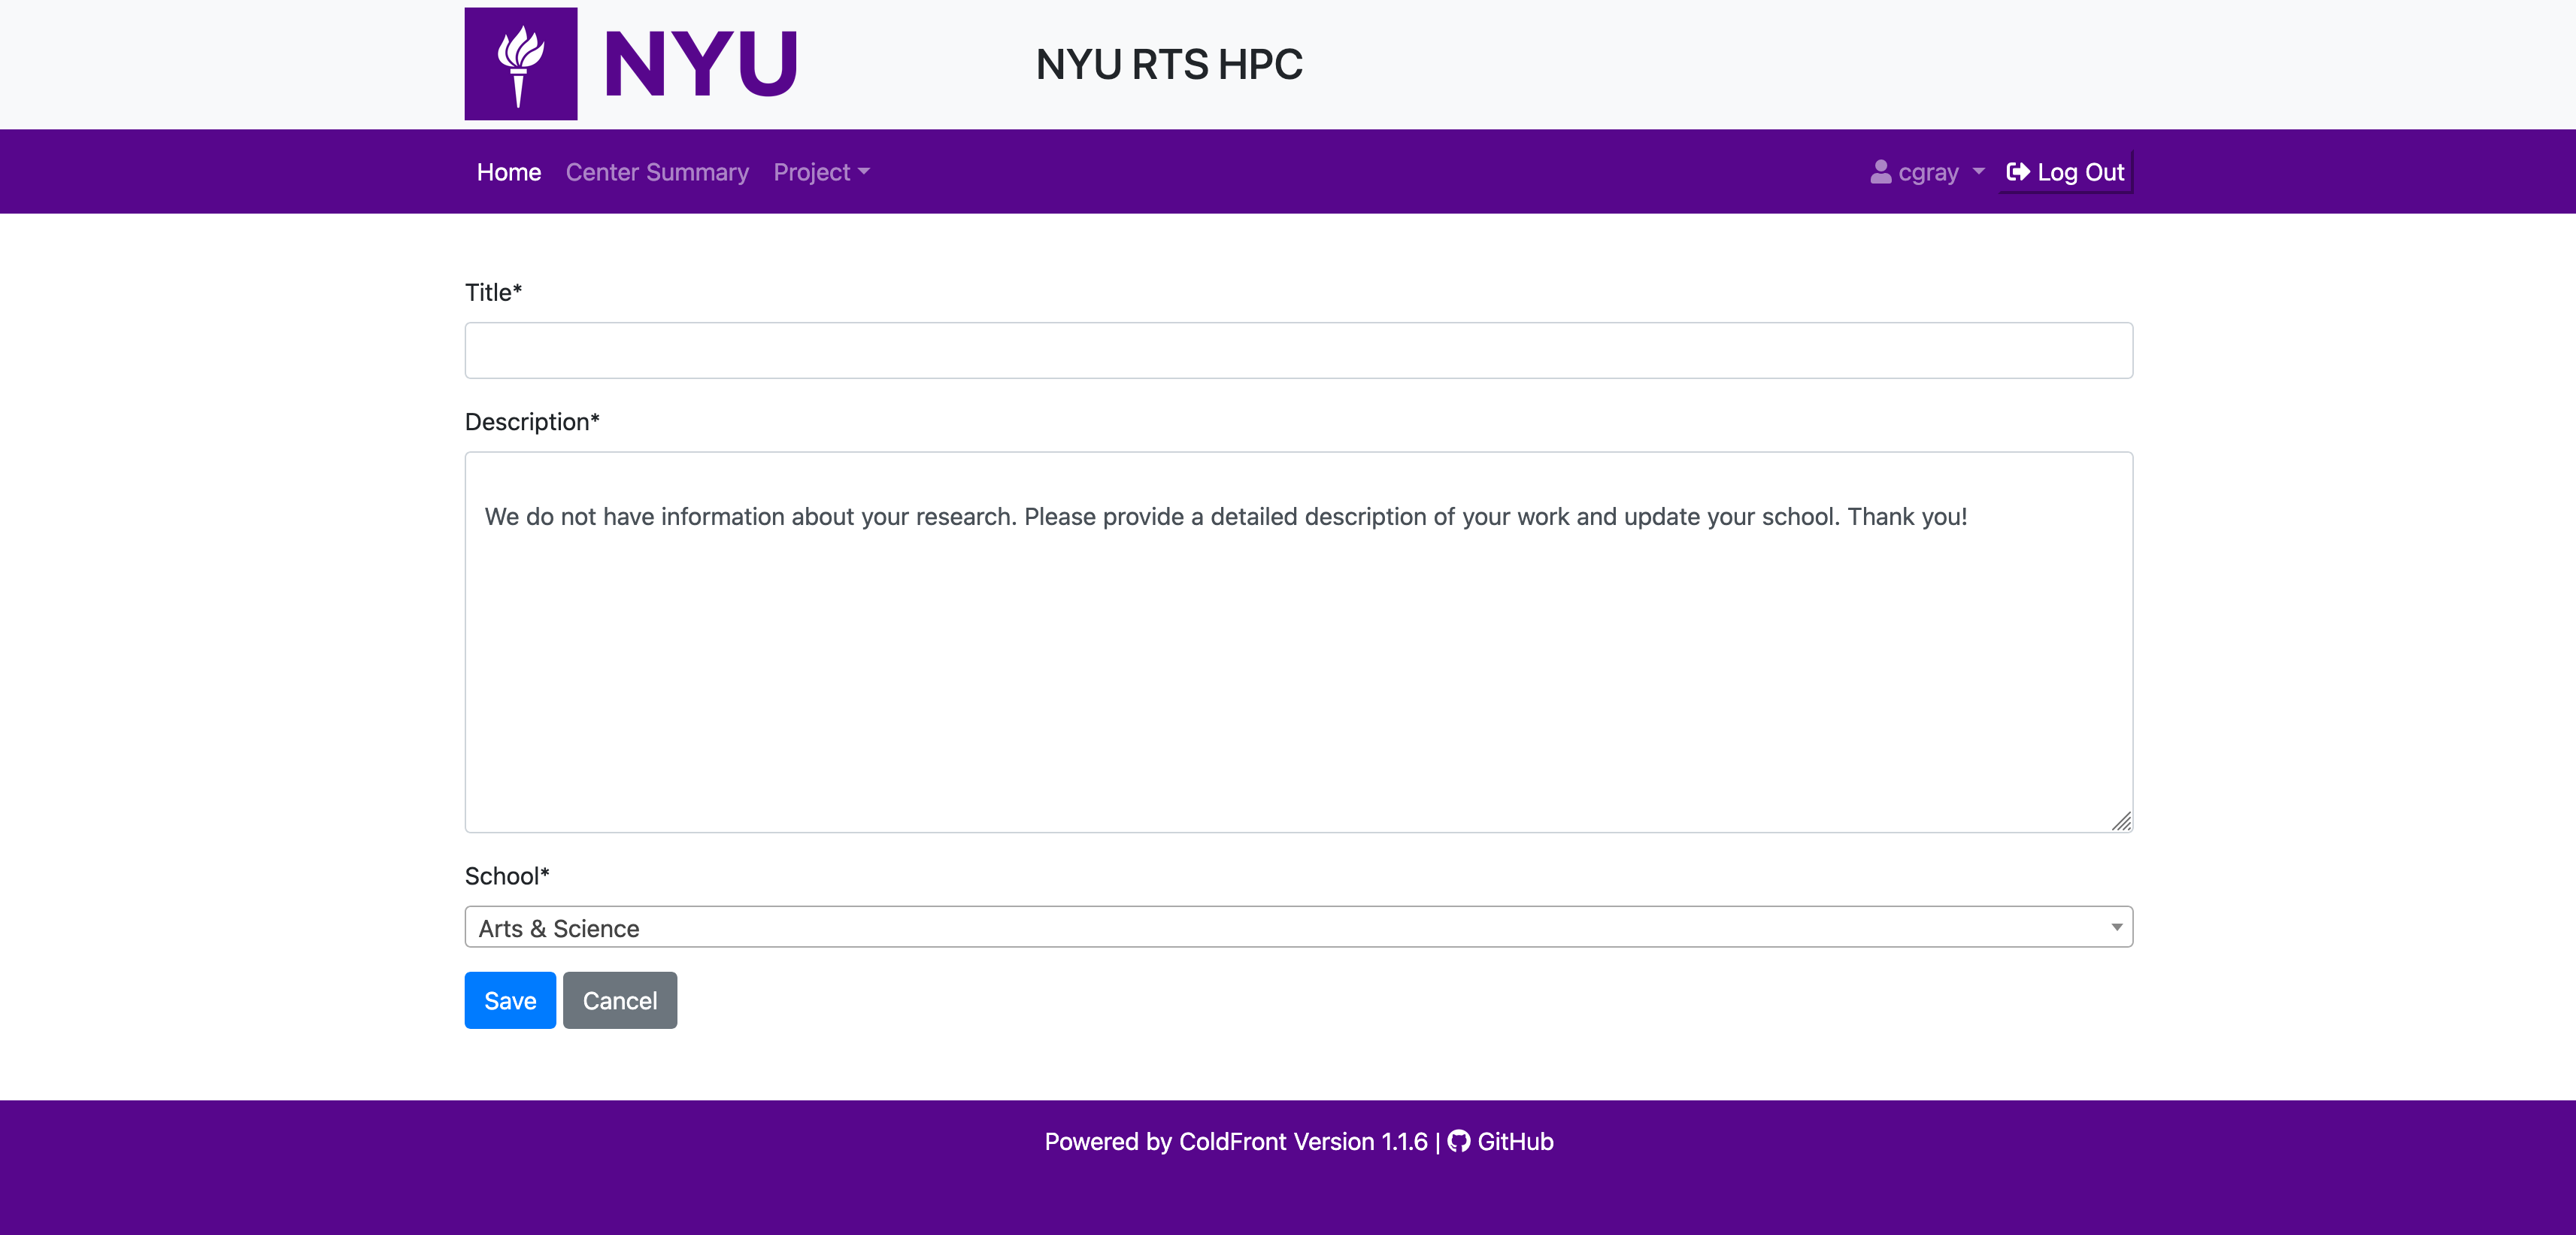 NYU
NYU RTS HPC
Home Center Summary Project cgray Log Out
Title*
Description*
We do not have information about your research. Please provide a detailed description of your work and update your school. Thank you!
School*
Arts & Science
Save Cancel
Powered by ColdFront Version 1.1.6 | GitHub